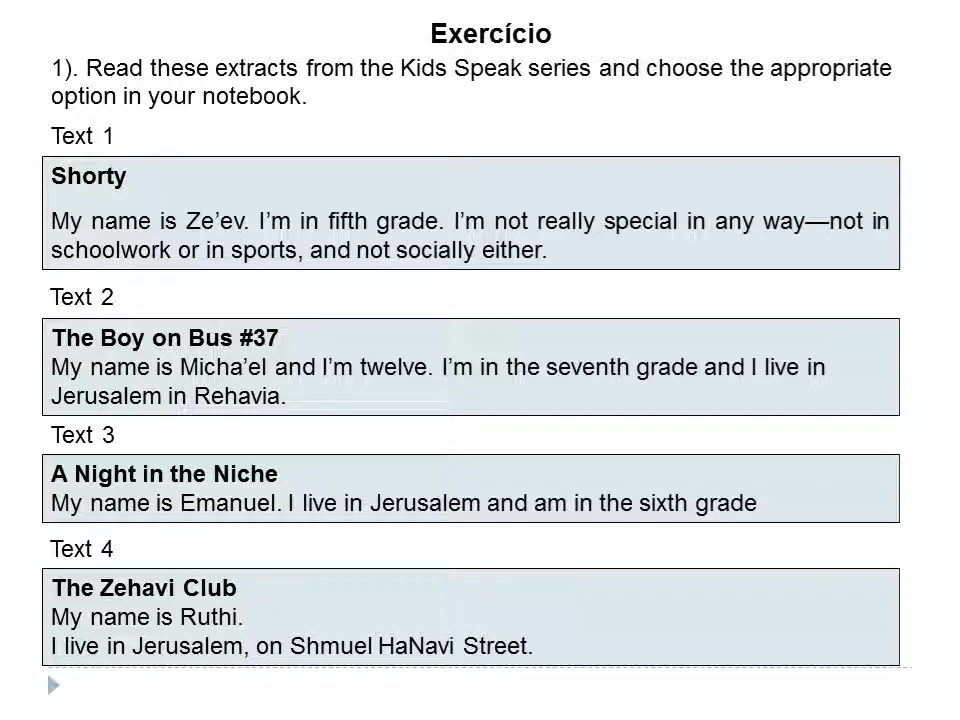 Exercício
1). Read these extracts from the Kids Speak series and choose the appropriate
option in your notebook.
Text 1
Shorty
My name is Ze’ev. I’m in fifth grade. I’m not really special in any way—not in
schoolwork or in sports, and not socially either.
Text 2
The Boy on Bus #37
My name is Micha’el and I’m twelve. I’m in the seventh grade and I live in
Jerusalem in Rehavia.
Text 3
A Night in the Niche
My name is Emanuel. I live in Jerusalem and am in the sixth grade
Text 4
The Zehavi Club
My name is Ruthi.
I live in Jerusalem, on Shmuel HaNavi Street.